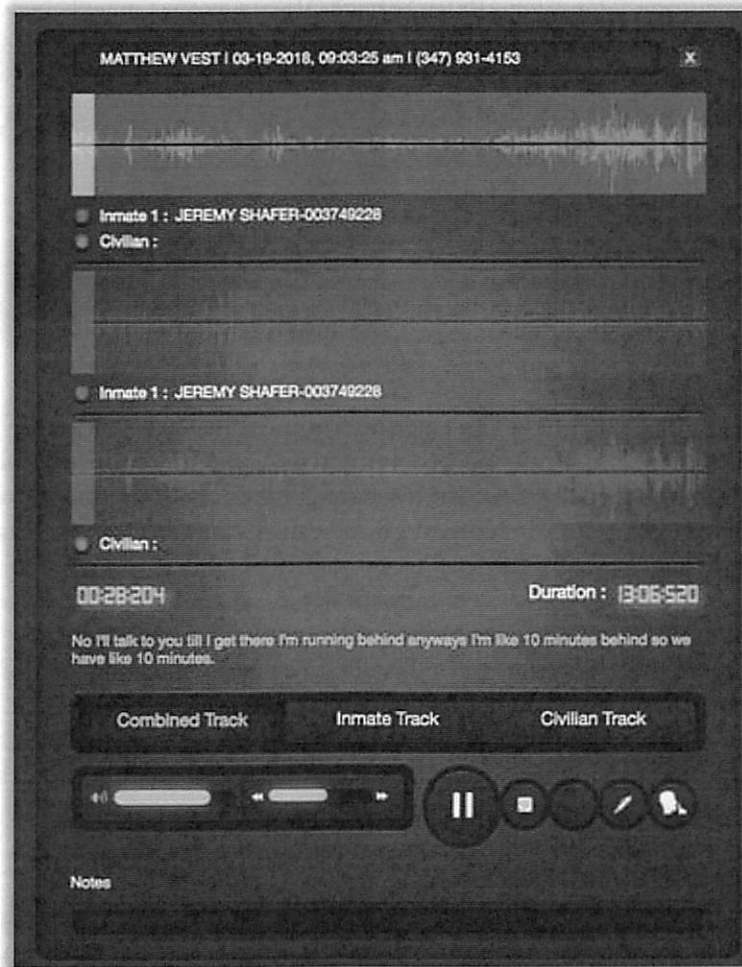 MATTHEW VEST | 03-19-2018, 09:03:25 am | (347) 931-4153 X
Inmate 1 : JEREMY SHAFER-003749228
Civilian :
Inmate 1 : JEREMY SHAFER-003749228
Civilian :
00:28:204 Duration : 13:06:520
No I'll talk to you till I get there I'm running behind anyways I'm like 10 minutes behind so we
have like 10 minutes.
Combined Track Inmate Track Civilian Track
Notes